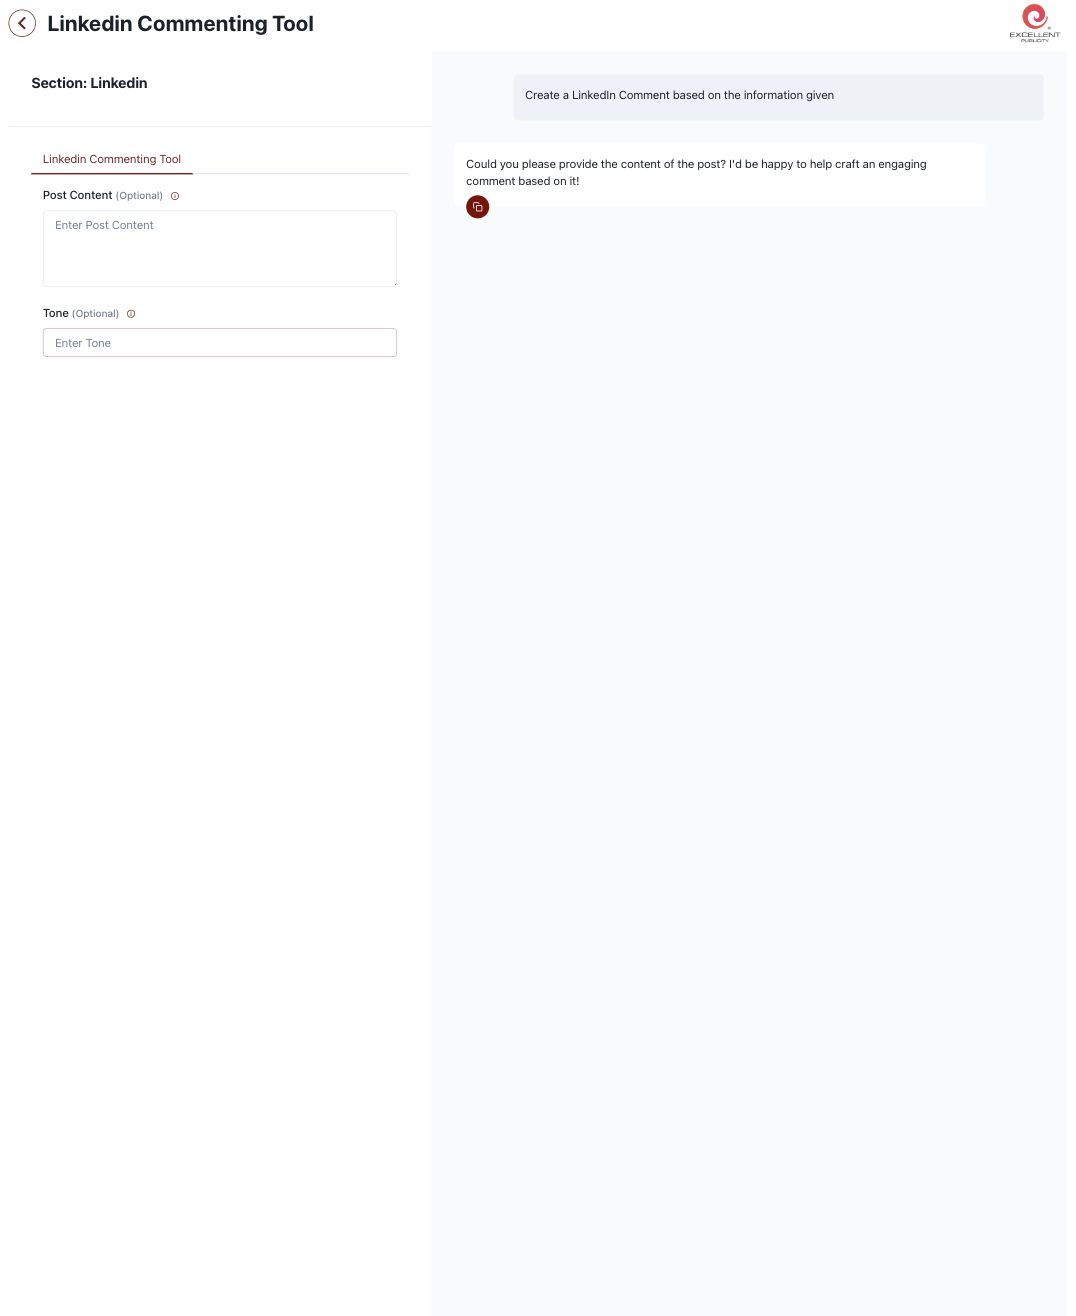 Linkedin Commenting Tool
EXCELLENT
PUBLICITY
Section: Linkedin
Linkedin Commenting Tool
Post Content (Optional)
Enter Post Content
Tone (Optional)
Enter Tone
Create a LinkedIn Comment based on the information given
Could you please provide the content of the post? I'd be happy to help craft an engaging
comment based on it!